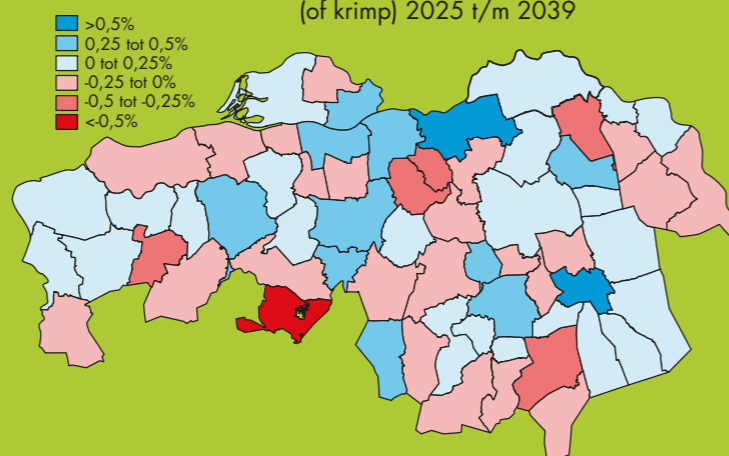 (of krimp) 2025 t/m 2039
>0,5%
0,25 tot 0,5%
0 tot 0,25%
-0,25 tot 0%
-0,5 tot -0,25%
<-0,5%